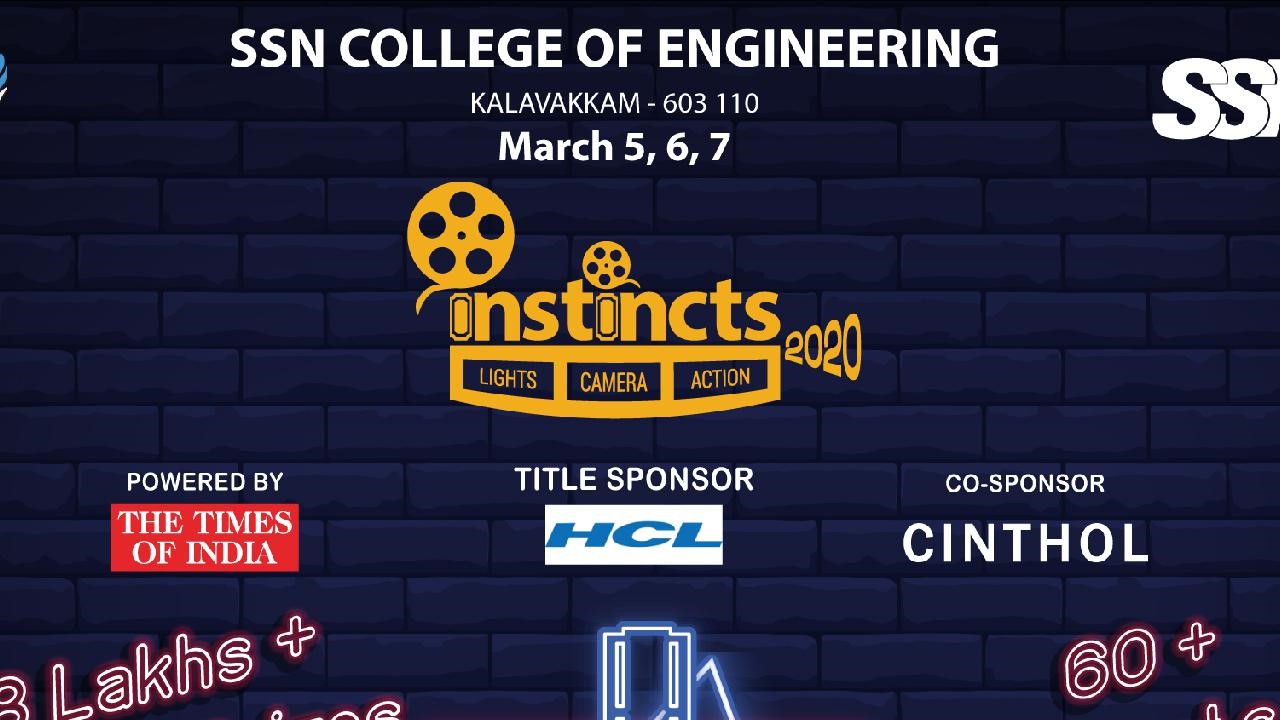 SSN COLLEGE OF ENGINEERING
KALAVAKKAM - 603 110
March 5, 6, 7
instincts
2020
LIGHTS CAMERA ACTION
POWERED BY
THE TIMES
OF INDIA
TITLE SPONSOR
HCL
CO-SPONSOR
CINTHOL
Lakhs +
60 +